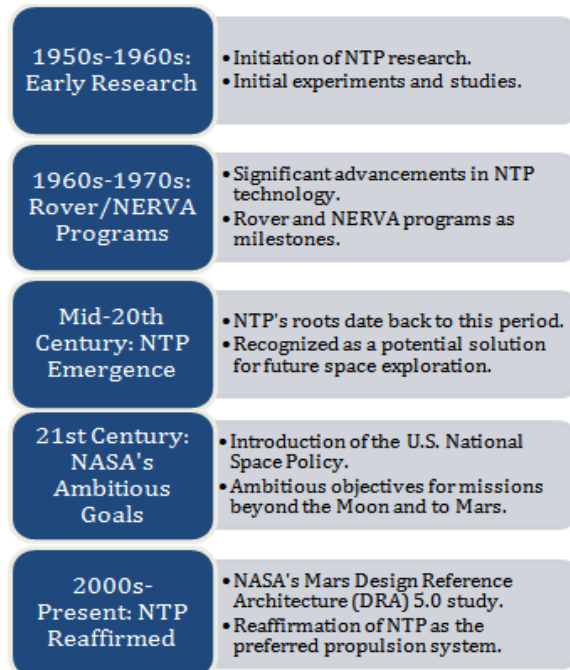 1950s-1960s:
Early Research
•Initiation of NTP research.
•Initial experiments and studies.
1960s-1970s:
Rover/NERVA
Programs
•Significant advancements in NTP
technology.
•Rover and NERVA programs as
milestones.
Mid-20th
Century: NTP
Emergence
•NTP's roots date back to this period.
•Recognized as a potential solution
for future space exploration.
21st Century:
NASA's
Ambitious
Goals
•Introduction of the U.S. National
Space Policy.
•Ambitious objectives for missions
beyond the Moon and to Mars.
2000s-
Present: NTP
Reaffirmed
•NASA's Mars Design Reference
Architecture (DRA) 5.0 study.
•Reaffirmation of NTP as the
preferred propulsion system.